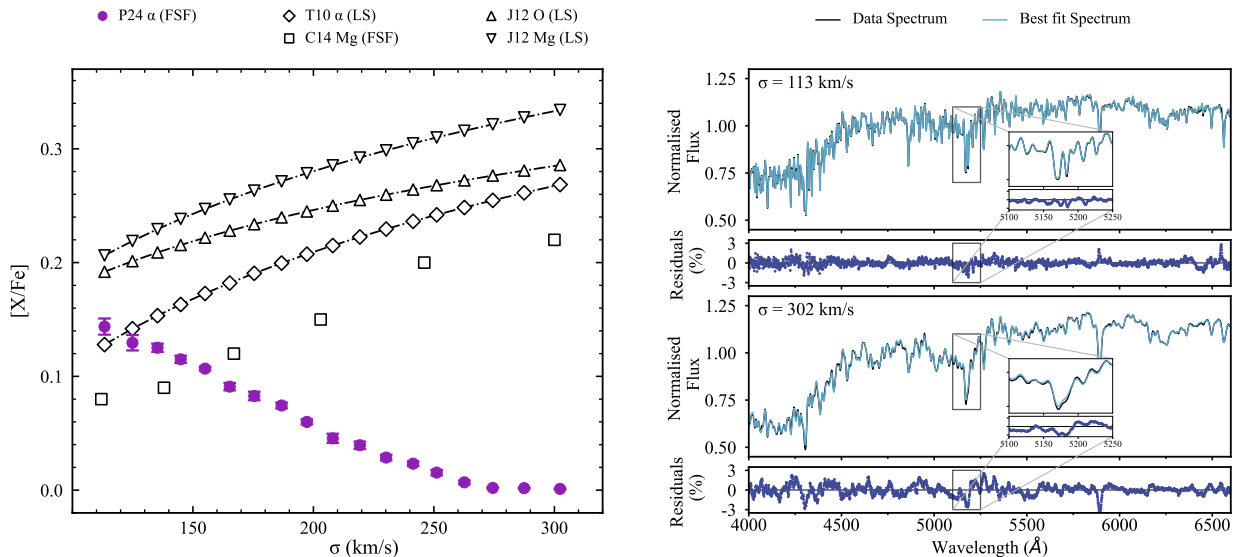 P24 α (FSF)
T10 α (LS)
C14 Mg (FSF)
J12 O (LS)
J12 Mg (LS)
[X/Fe]
0.3
0.2
0.1
0.0
150
200
250
300
σ (km/s)
Data Spectrum
Best fit Spectrum
σ = 113 km/s
Normalised
Flux
1.25
1.00
0.75
0.50
5100 5150 5200 5250
Residuals
(%)
3
0
−3
σ = 302 km/s
Normalised
Flux
1.25
1.00
0.75
0.50
5100 5150 5200 5250
Residuals
(%)
3
0
−3
4000 4500 5000 5500 6000 6500
Wavelength (Å)